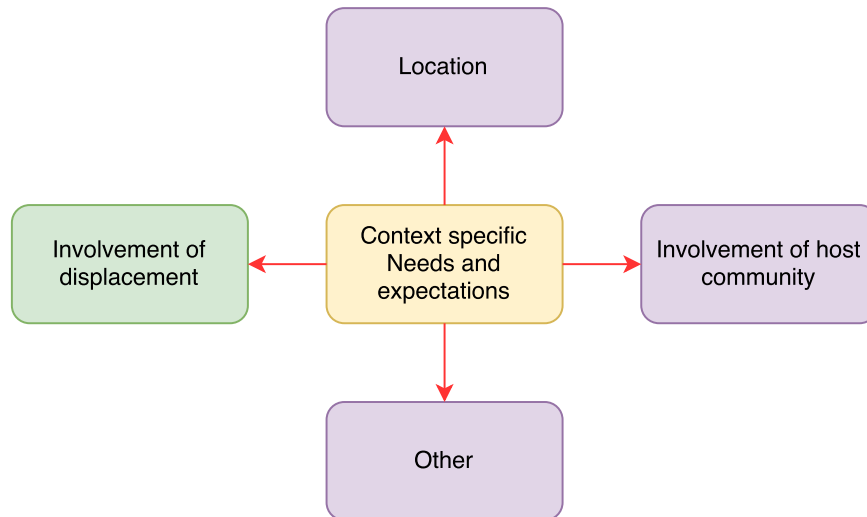 Location
Involvement of
displacement
Context specific
Needs and
expectations
Involvement of host
community
Other